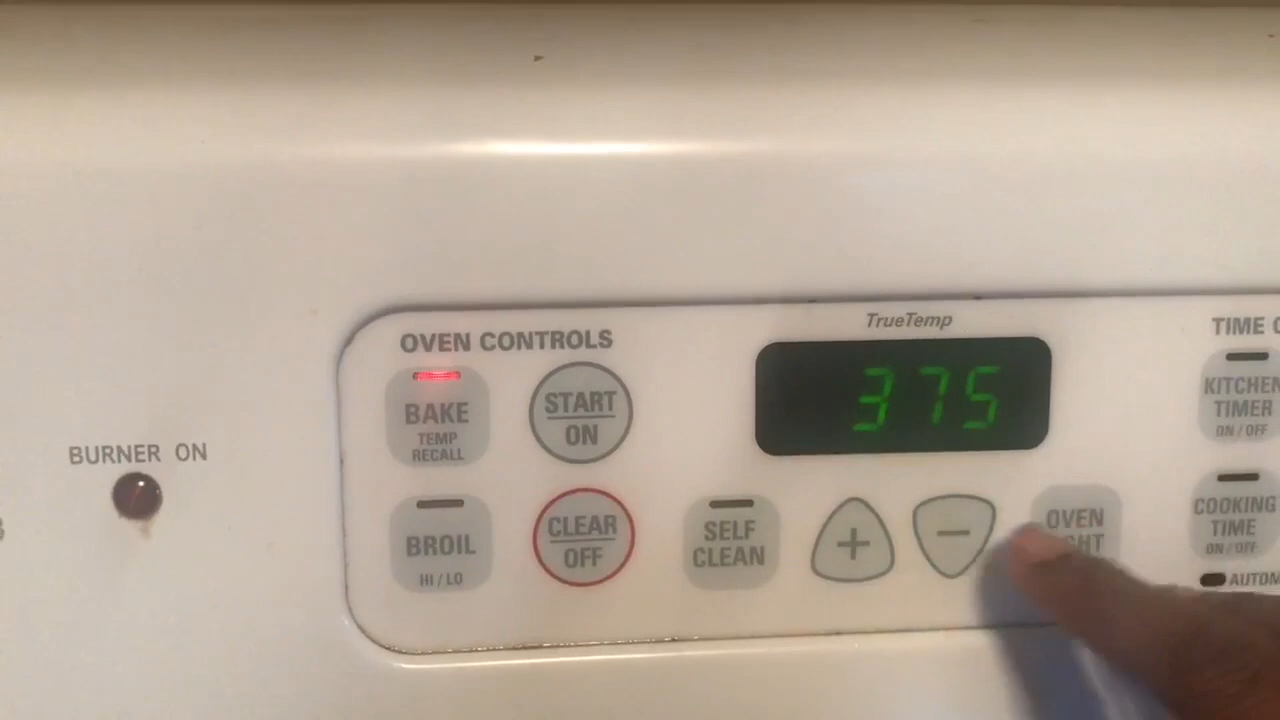 OVEN CONTROLS
BAKE
TEMP
RECALL
START
ON
BURNER ON
BROIL
HI / LO
CLEAR
OFF
SELF
CLEAN
TrueTemp
375
+
−
OVEN
TIME
KITCHEN
TIMER
ON / OFF
COOKING
TIME
ON / OFF